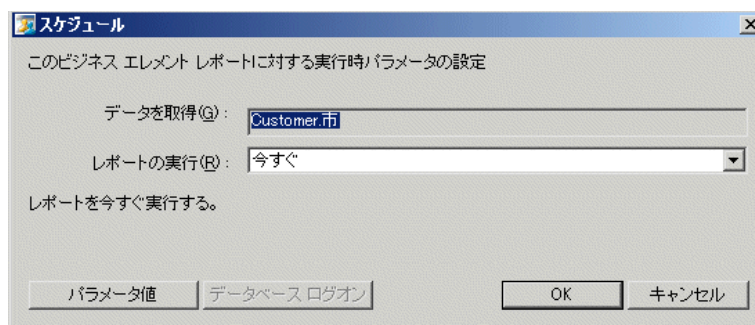 スケジュール
このビジネス エレメント レポートに対する実行時パラメータの設定
データを取得(G):
Customer.市
レポートの実行(R):
今すぐ
レポートを今すぐ実行する。
パラメータ値
データベース ログオン
OK
キャンセル